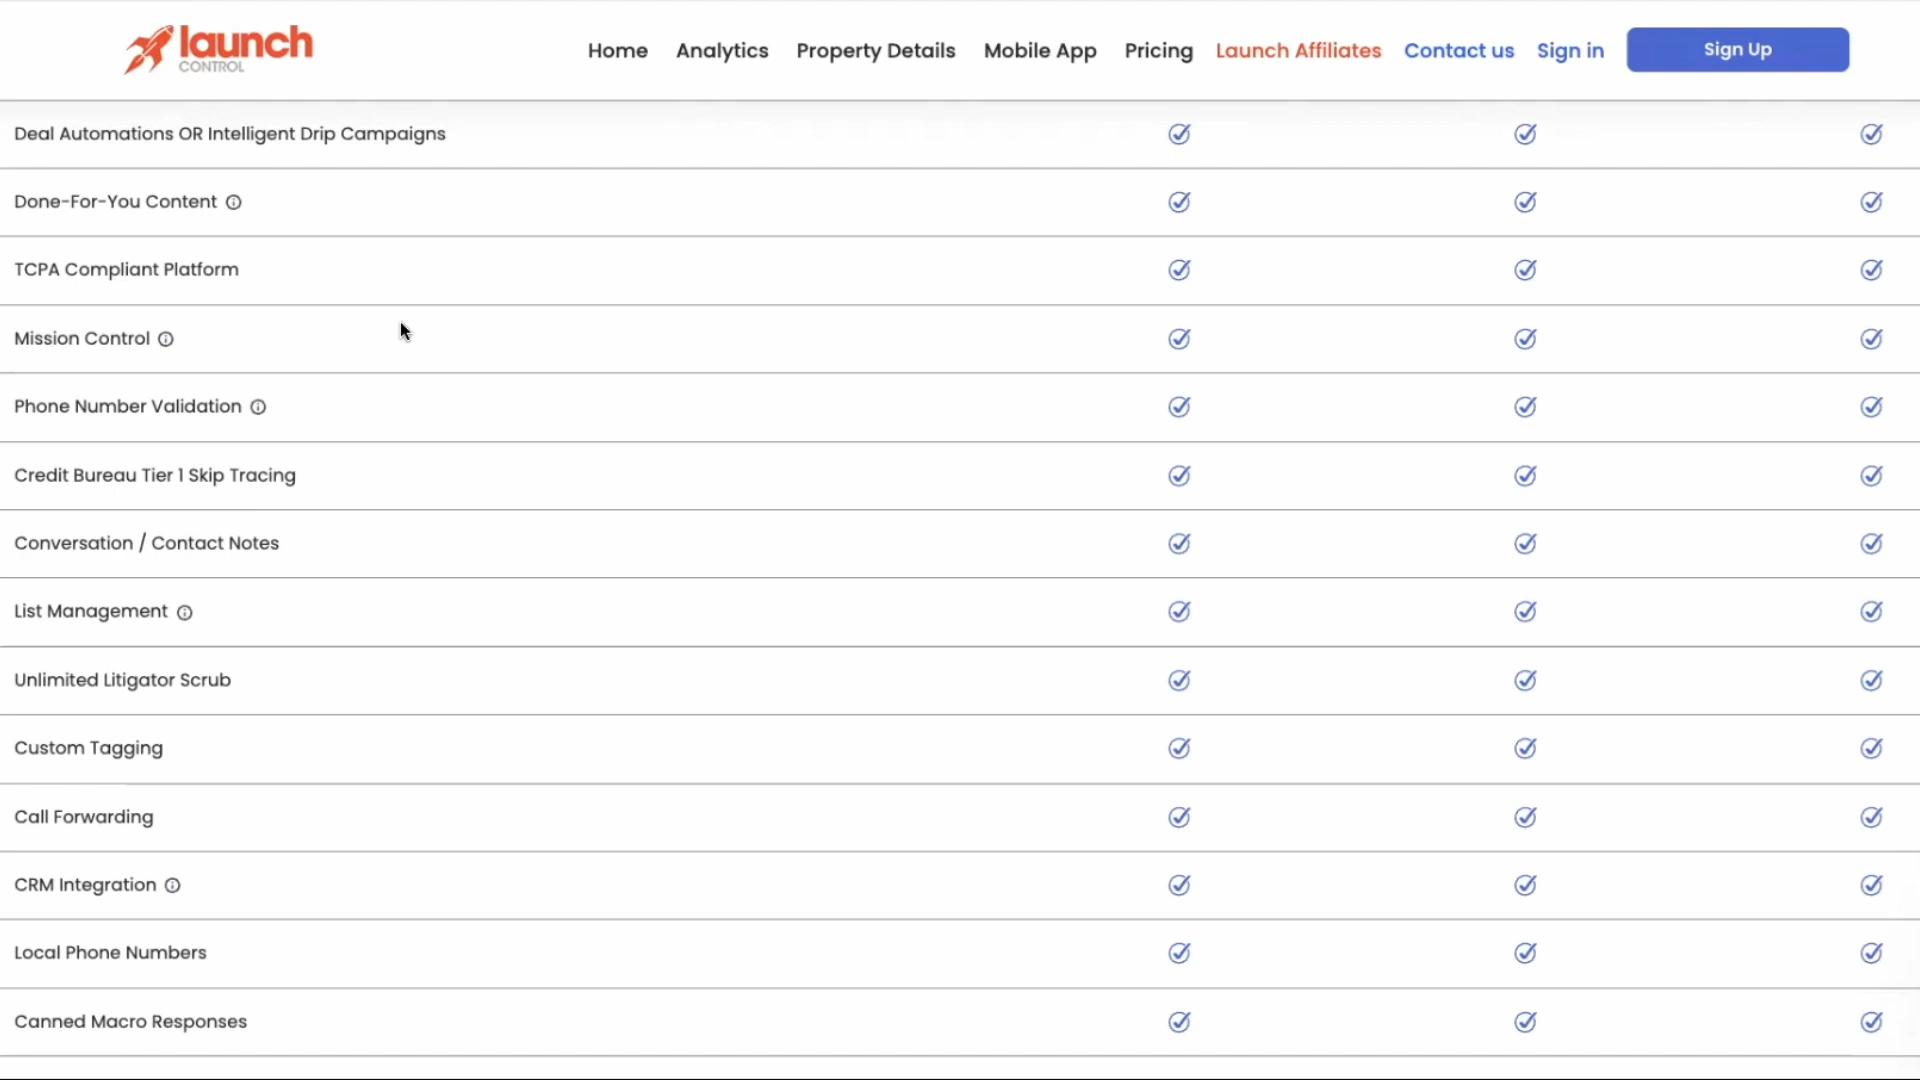 launch
CONTROL
Home Analytics Property Details Mobile App Pricing Launch Affiliates Contact us Sign in Sign Up
Deal Automations OR Intelligent Drip Campaigns
Done-For-You Content
TCPA Compliant Platform
Mission Control
Phone Number Validation
Credit Bureau Tier 1 Skip Tracing
Conversation / Contact Notes
List Management
Unlimited Litigator Scrub
Custom Tagging
Call Forwarding
CRM Integration
Local Phone Numbers
Canned Macro Responses